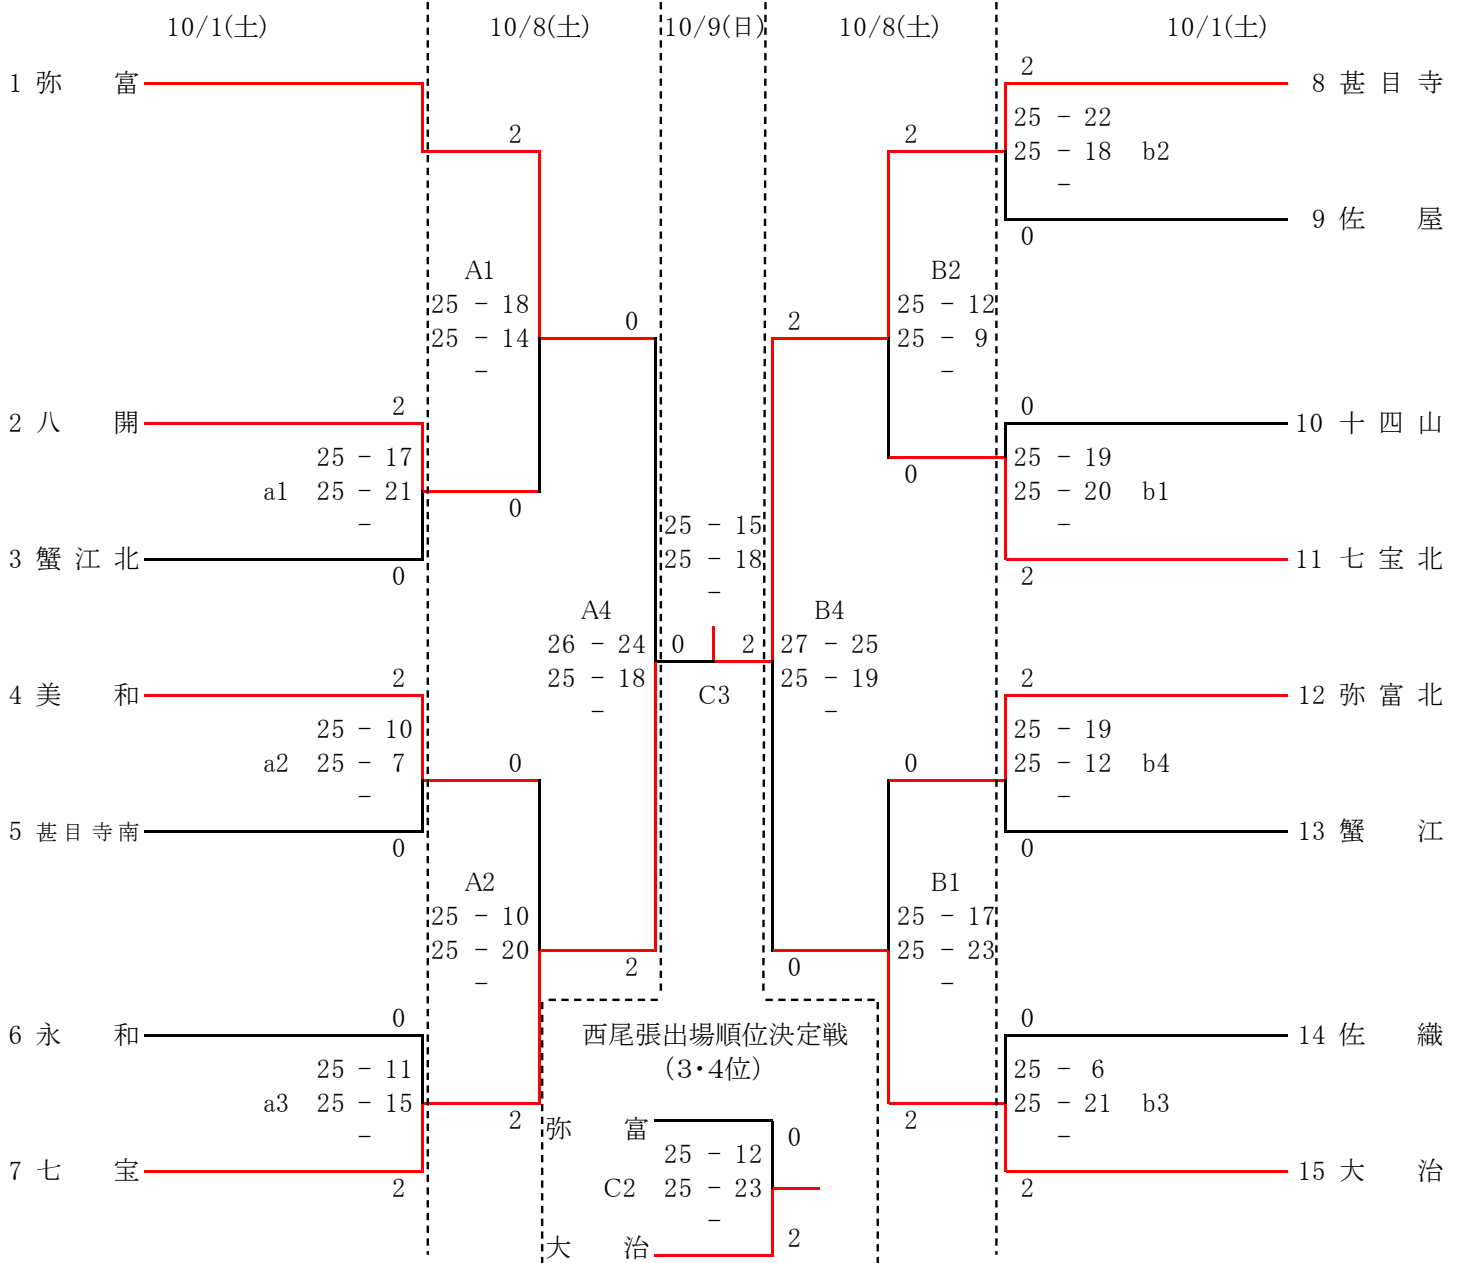 10/1(土) 10/8(土) 10/9(日) 10/8(土) 10/1(土)
1 弥 富
2
2
2
8 甚目寺
25 - 22
25 - 18 b2
-
0
9 佐 屋
A1
25 - 18
25 - 14
-
0
2
B2
25 - 12
25 - 9
-
2
2 八 開
25 - 17
a1 25 - 21
-
0
3 蟹江北
0
0
0
10 十四山
25 - 19
25 - 20 b1
-
2
11 七宝北
25 - 15
25 - 18
-
0 2
C3
A4
26 - 24
25 - 18
-
B4
27 - 25
25 - 19
-
2
4 美 和
25 - 10
a2 25 - 7
-
0
5 甚目寺南
0
0
2
12 弥富北
25 - 19
25 - 12 b4
-
0
13 蟹 江
A2
25 - 10
25 - 20
-
2
0
B1
25 - 17
25 - 23
-
0
6 永 和
25 - 11
a3 25 - 15
-
2
7 七 宝
2
2
0
14 佐 織
25 - 6
25 - 21 b3
-
2
15 大 治
西尾張出場順位決定戦
（3・4位）
弥 富
0
25 - 12
C2 25 - 23
-
2
大 治